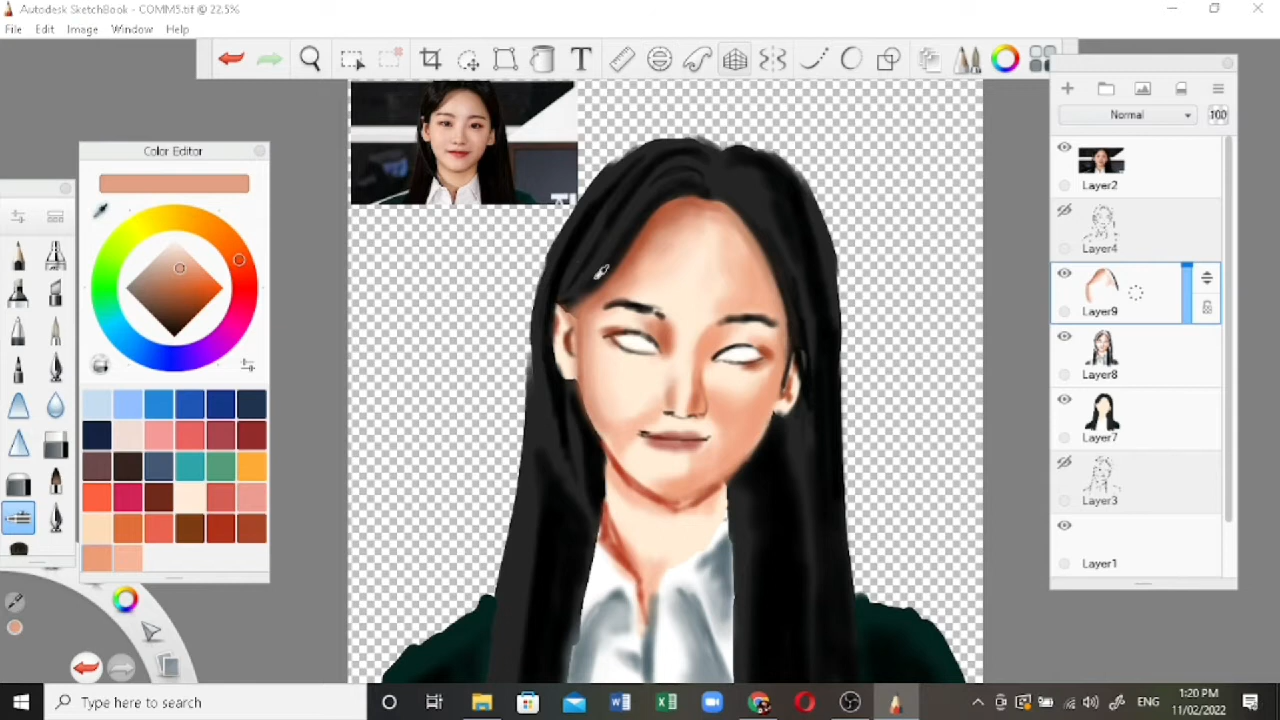 Autodesk SketchBook - COMM5.tif @ 22.5%
File Edit Image Window Help
T
Color Editor
Normal
100
Layer2
Layer4
Layer9
Layer8
Layer7
Layer3
Layer1
Type here to search
ENG
1:20 PM
11/02/2022